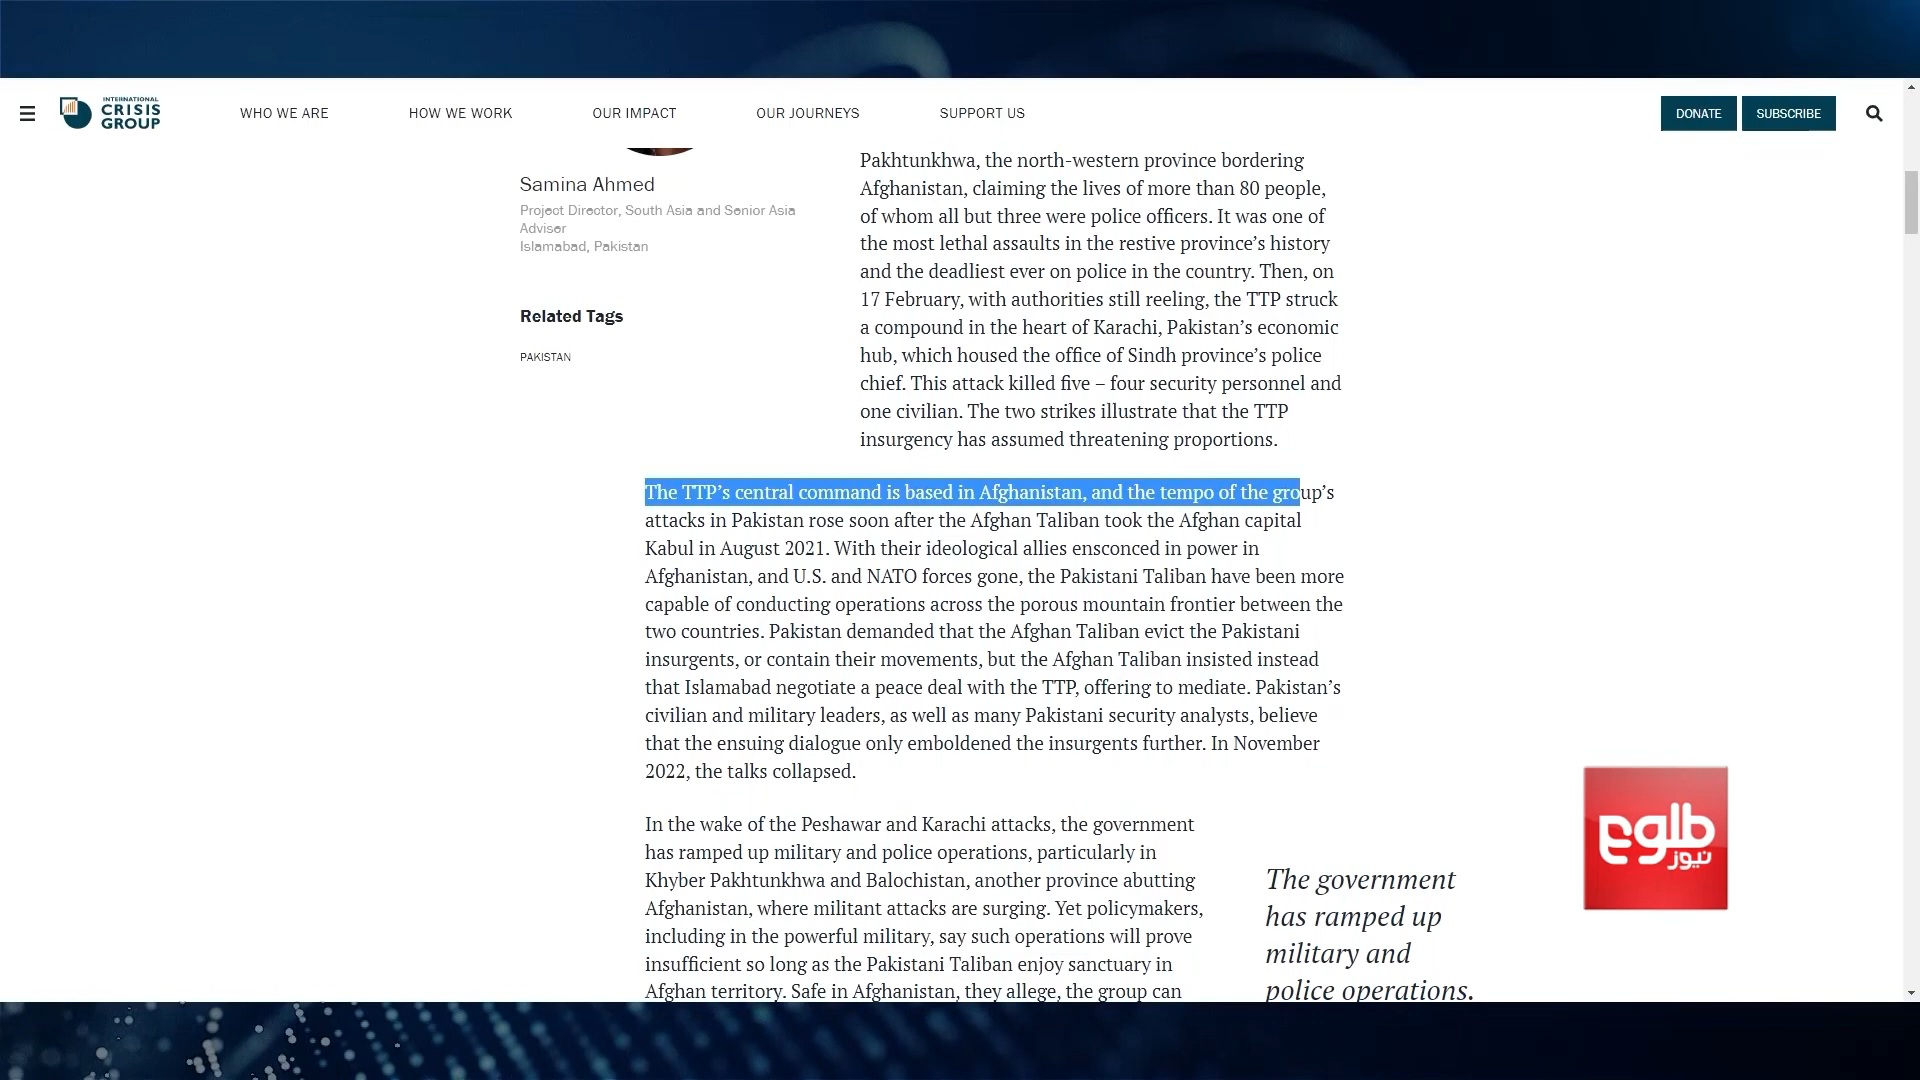 INTERNATIONAL
CRISIS
GROUP
WHO WE ARE
HOW WE WORK
OUR IMPACT
OUR JOURNEYS
SUPPORT US
DONATE
SUBSCRIBE
Samina Ahmed
Project Director, South Asia and Senior Asia
Advisor
Islamabad, Pakistan
Related Tags
PAKISTAN
Pakhtunkhwa, the north-western province bordering
Afghanistan, claiming the lives of more than 80 people,
of whom all but three were police officers. It was one of
the most lethal assaults in the restive province’s history
and the deadliest ever on police in the country. Then, on
17 February, with authorities still reeling, the TTP struck
a compound in the heart of Karachi, Pakistan’s economic
hub, which housed the office of Sindh province’s police
chief. This attack killed five – four security personnel and
one civilian. The two strikes illustrate that the TTP
insurgency has assumed threatening proportions.
The TTP’s central command is based in Afghanistan, and the tempo of the group’s
attacks in Pakistan rose soon after the Afghan Taliban took the Afghan capital
Kabul in August 2021. With their ideological allies ensconced in power in
Afghanistan, and U.S. and NATO forces gone, the Pakistani Taliban have been more
capable of conducting operations across the porous mountain frontier between the
two countries. Pakistan demanded that the Afghan Taliban evict the Pakistani
insurgents, or contain their movements, but the Afghan Taliban insisted instead
that Islamabad negotiate a peace deal with the TTP, offering to mediate. Pakistan’s
civilian and military leaders, as well as many Pakistani security analysts, believe
that the ensuing dialogue only emboldened the insurgents further. In November
2022, the talks collapsed.
In the wake of the Peshawar and Karachi attacks, the government
has ramped up military and police operations, particularly in
Khyber Pakhtunkhwa and Balochistan, another province abutting
Afghanistan, where militant attacks are surging. Yet policymakers,
including in the powerful military, say such operations will prove
insufficient so long as the Pakistani Taliban enjoy sanctuary in
Afghan territory. Safe in Afghanistan, they allege, the group can
The government
has ramped up
military and
police operations.
طلوع
نیوز